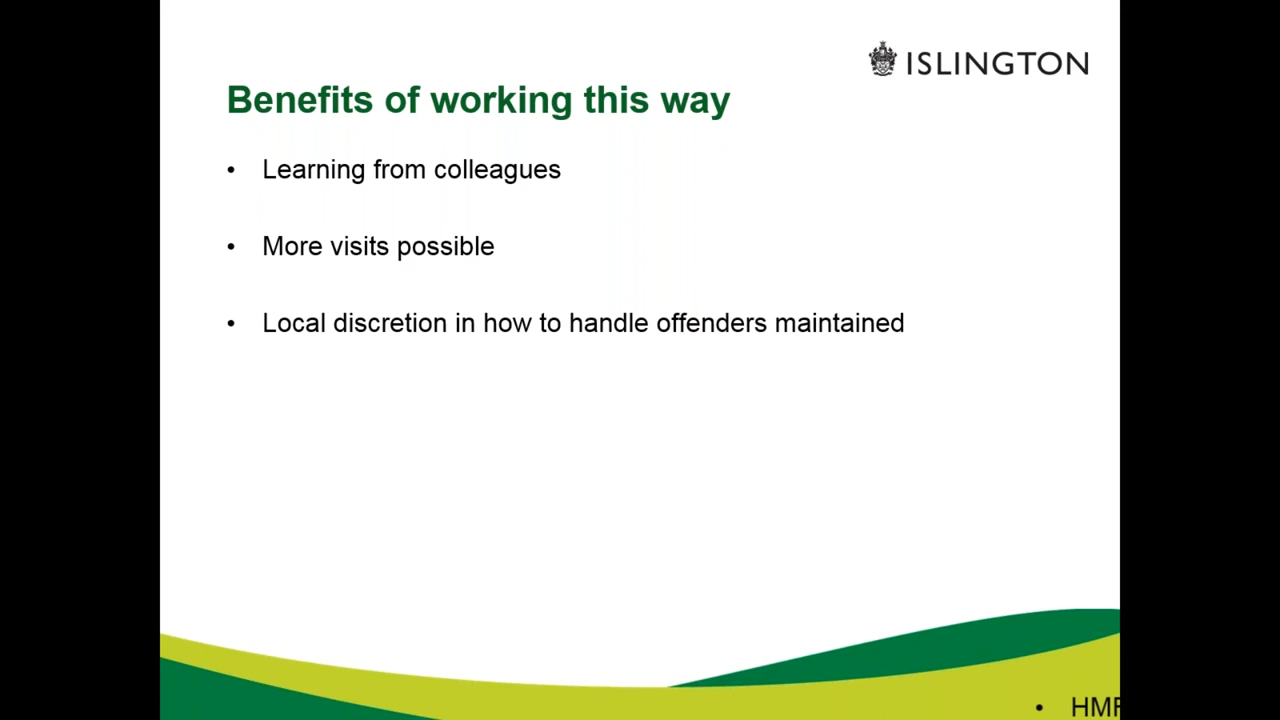 ISLINGTON
Benefits of working this way
• Learning from colleagues
• More visits possible
• Local discretion in how to handle offenders maintained
•